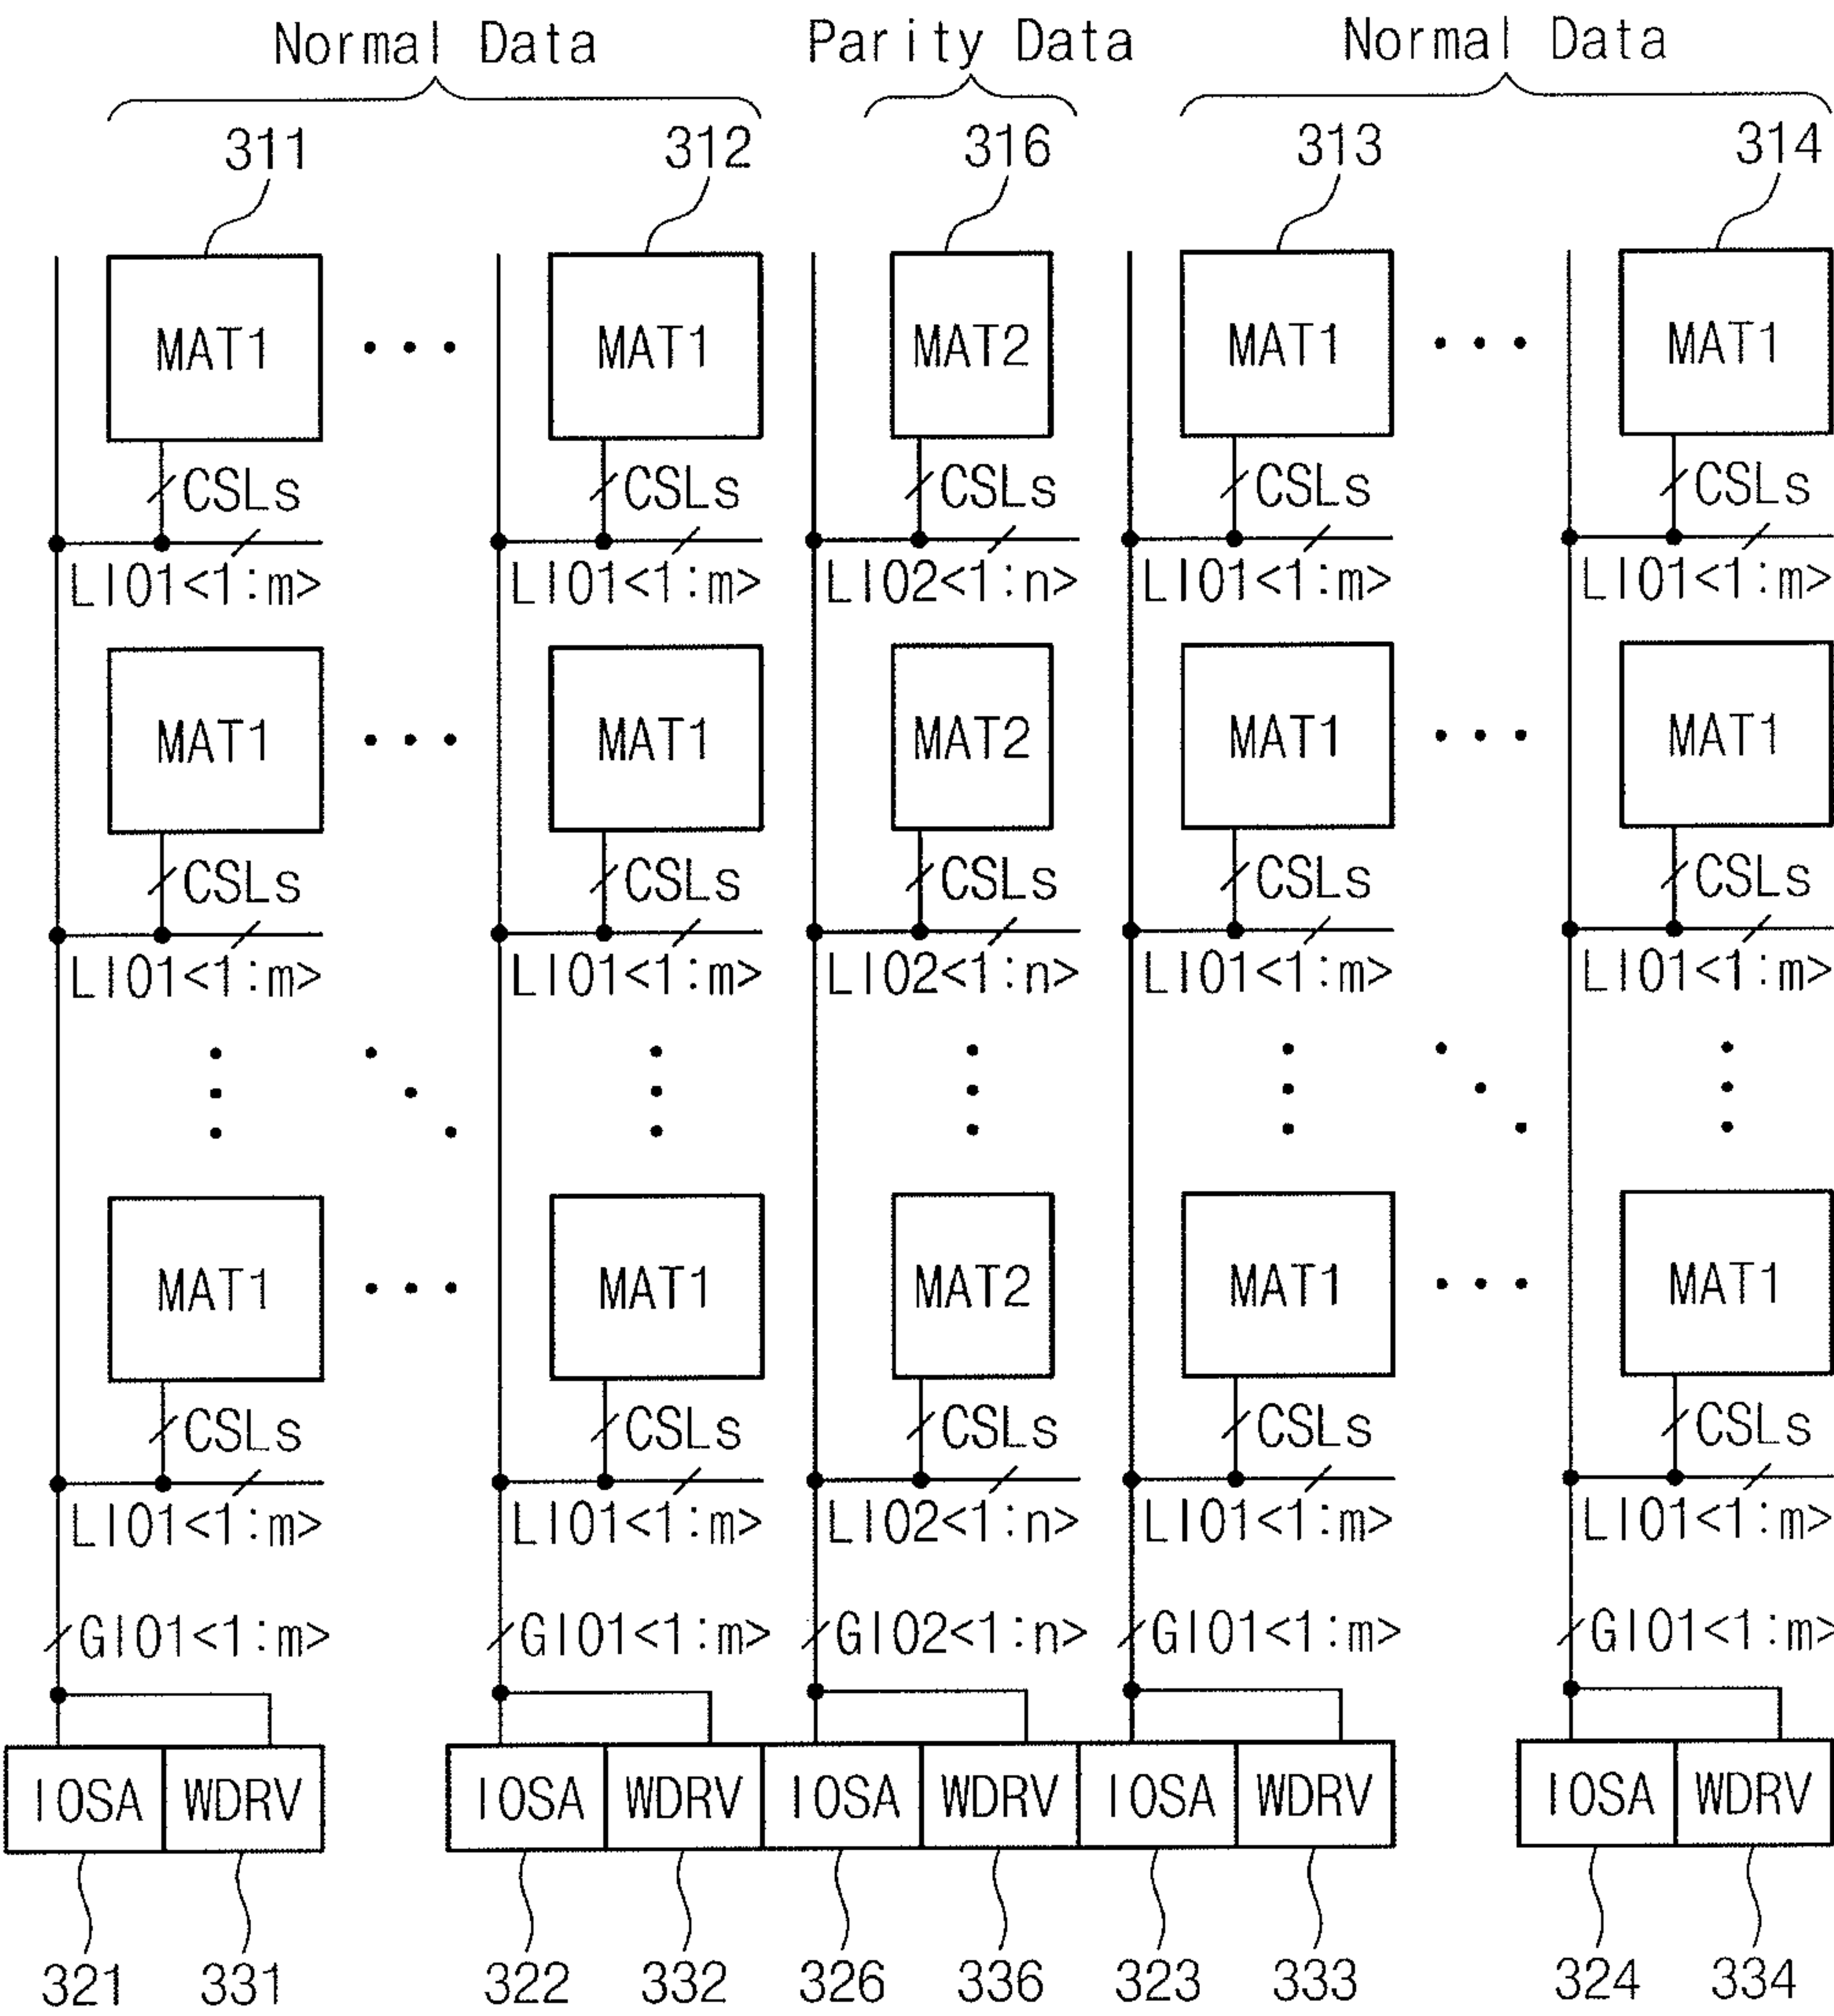 Normal Data Parity Data Normal Data
311 312 316 313 314
MAT1 MAT1 MAT2 MAT1 MAT1
CSLs CSLs CSLs CSLs CSLs
LIO1<1:m> LIO1<1:m> LIO2<1:n> LIO1<1:m> LIO1<1:m>
MAT1 MAT1 MAT2 MAT1 MAT1
CSLs CSLs CSLs CSLs CSLs
LIO1<1:m> LIO1<1:m> LIO2<1:n> LIO1<1:m> LIO1<1:m>
MAT1 MAT1 MAT2 MAT1 MAT1
CSLs CSLs CSLs CSLs CSLs
LIO1<1:m> LIO1<1:m> LIO2<1:n> LIO1<1:m> LIO1<1:m>
GIO1<1:m> GIO1<1:m> GIO2<1:n> GIO1<1:m> GIO1<1:m>
IOSA WDRV IOSA WDRV IOSA WDRV IOSA WDRV IOSA WDRV
321 331 322 332 326 336 323 333 324 334